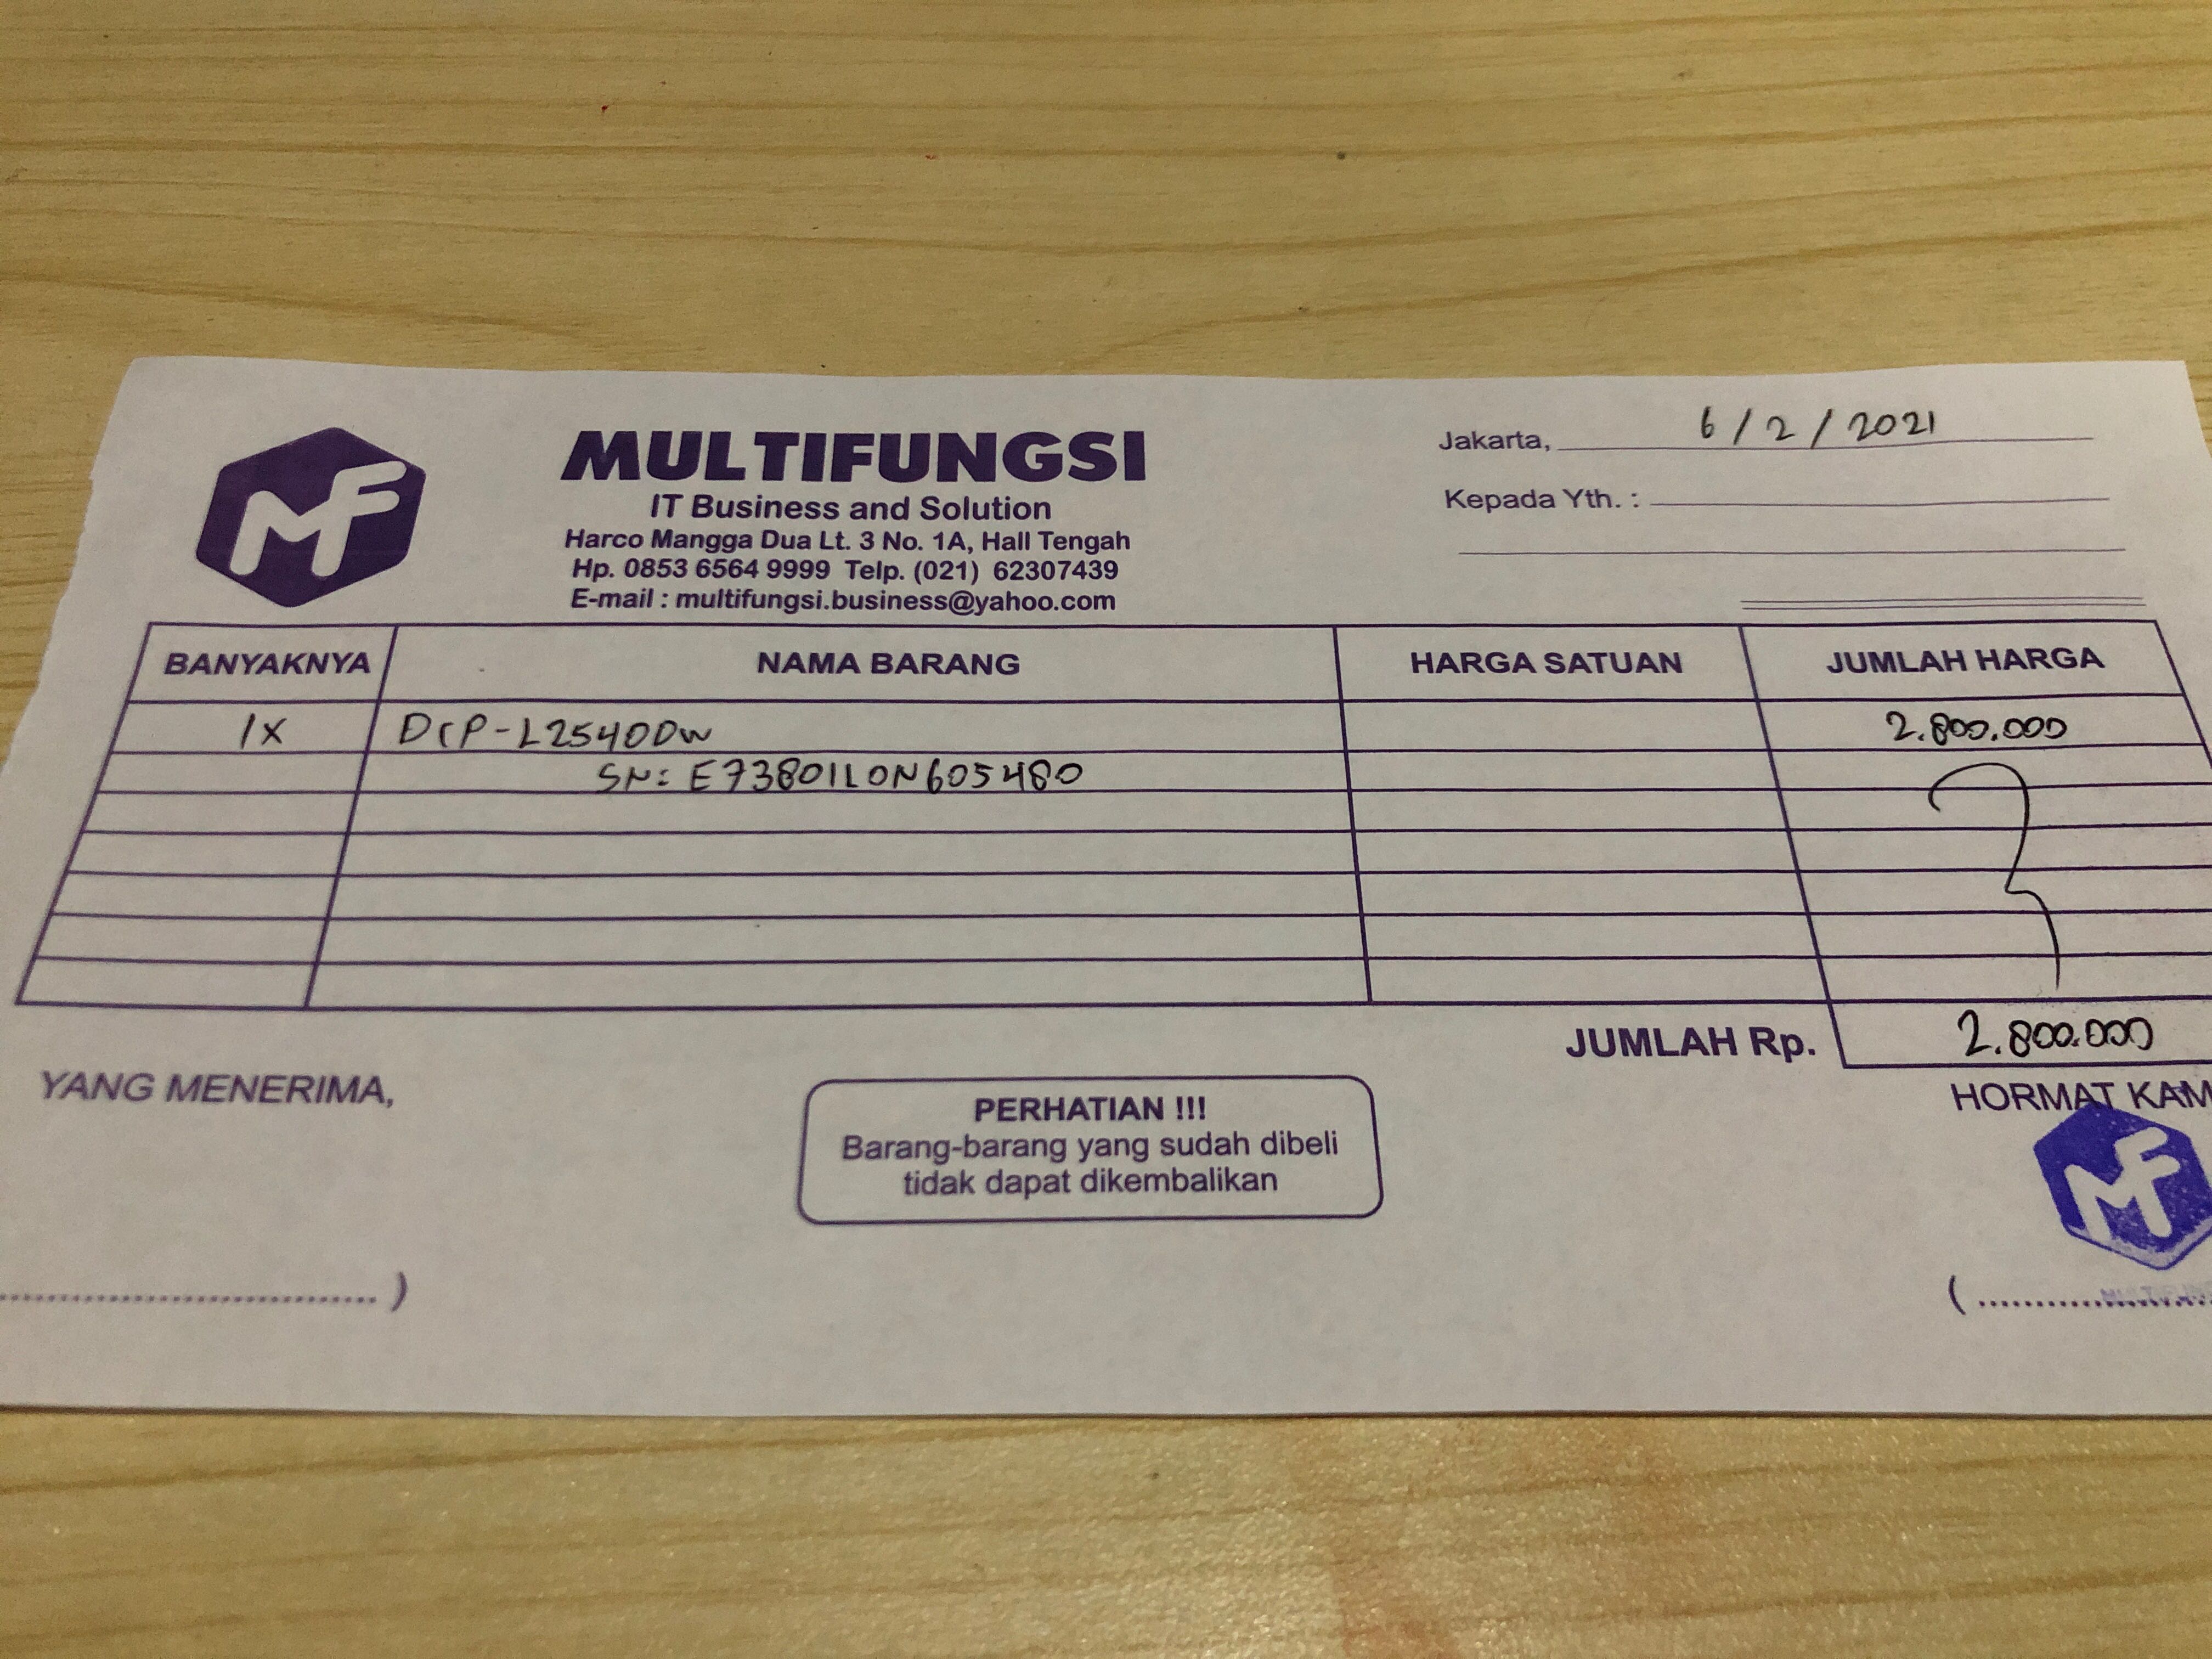 MF
MULTIFUNGSI
IT Business and Solution
Harco Mangga Dua Lt. 3 No. 1A, Hall Tengah
Hp. 0853 6564 9999 Telp. (021) 62307439
E-mail : multifungsi.business@yahoo.com
Jakarta, 6/2/2021
Kepada Yth. :
BANYAKNYA NAMA BARANG HARGA SATUAN JUMLAH HARGA
1X DCP-L2540DW 2.800.000
SN: E73801L0N605480
JUMLAH Rp. 2.800.000
YANG MENERIMA,
PERHATIAN !!!
Barang-barang yang sudah dibeli
tidak dapat dikembalikan
HORMAT KAM
MF